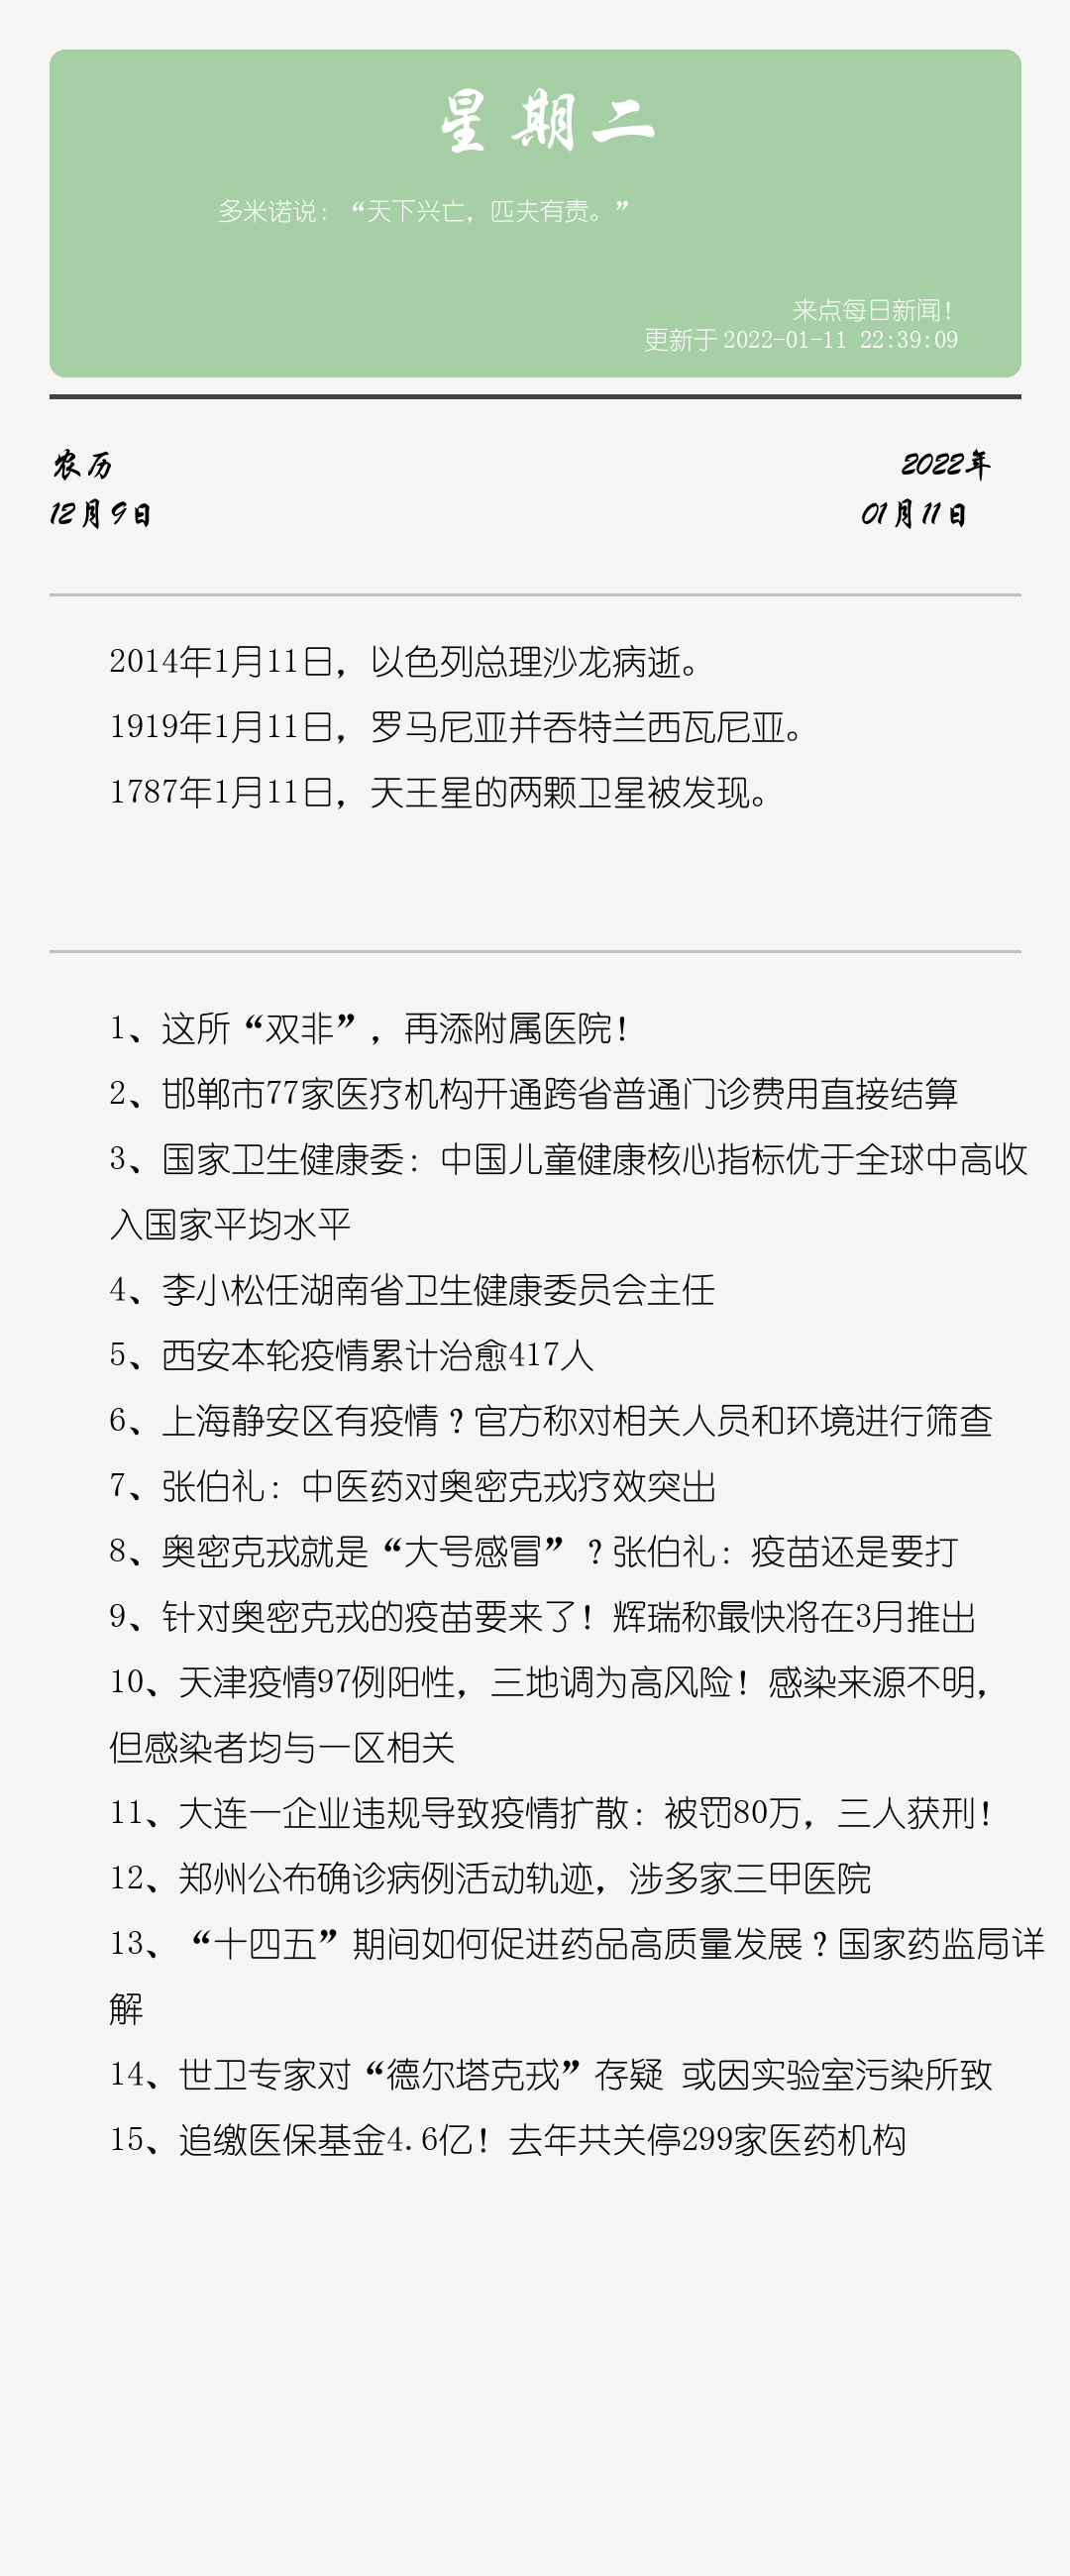 星期二
多米诺说：“天下兴亡，匹夫有责。”
来点每日新闻！
更新于 2022-01-11 22:39:09
农历
2022年
12月9日
01月11日
2014年1月11日，以色列总理沙龙病逝。
1919年1月11日，罗马尼亚并吞特兰西瓦尼亚。
1787年1月11日，天王星的两颗卫星被发现。
1、这所“双非”，再添附属医院！
2、邯郸市77家医疗机构开通跨省普通门诊费用直接结算
3、国家卫生健康委：中国儿童健康核心指标优于全球中高收
入国家平均水平
4、李小松任湖南省卫生健康委员会主任
5、西安本轮疫情累计治愈417人
6、上海静安区有疫情？官方称对相关人员和环境进行筛查
7、张伯礼：中医药对奥密克戎疗效突出
8、奥密克戎就是“大号感冒”？张伯礼：疫苗还是要打
9、针对奥密克戎的疫苗要来了！辉瑞称最快将在3月推出
10、天津疫情97例阳性，三地调为高风险！感染来源不明，
但感染者均与一区相关
11、大连一企业违规导致疫情扩散：被罚80万，三人获刑！
12、郑州公布确诊病例活动轨迹，涉多家三甲医院
13、“十四五”期间如何促进药品高质量发展？国家药监局详
解
14、世卫专家对“德尔塔克戎”存疑 或因实验室污染所致
15、追缴医保基金4.6亿！去年共关停299家医药机构